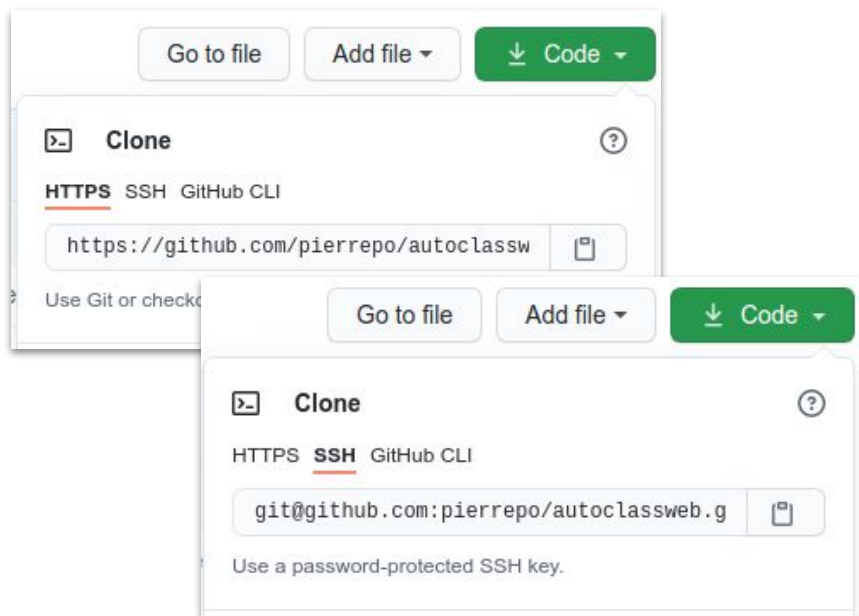 Go to file Add file Code
Clone
HTTPS SSH GitHub CLI
https://github.com/pierrepo/autoclassw
Use Git or checko
Go to file Add file Code
Clone
HTTPS SSH GitHub CLI
git@github.com:pierrepo/autoclassweb.g
Use a password-protected SSH key.